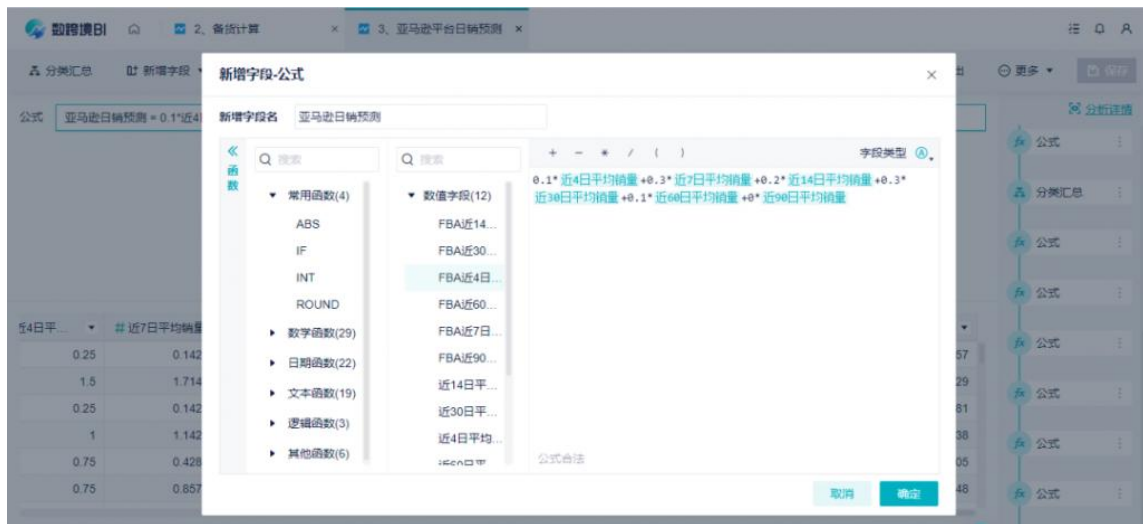 数跨境BI
2、备货计算 ×
3、亚马逊平台日销预测 ×
分类汇总
新增字段
更多
保存
公式
亚马逊日销预测 = 0.1*近4
分析详情
新增字段-公式 ×
新增字段名 亚马逊日销预测
函数
搜索
常用函数(4)
ABS
IF
INT
ROUND
数学函数(29)
日期函数(22)
文本函数(19)
逻辑函数(3)
其他函数(6)
搜索
数值字段(12)
FBA近14...
FBA近30...
FBA近4日...
FBA近60...
FBA近7日...
FBA近90...
近14日平...
近30日平...
近4日平均...
近60日平
+ - * / ( )
字段类型
0.1*近4日平均销量+0.3*近7日平均销量+0.2*近14日平均销量+0.3*
近30日平均销量+0.1*近60日平均销量+0*近90日平均销量
公式合法
取消
确定
近4日平...
# 近7日平均销量
0.25 0.142 57
1.5 1.714 29
0.25 0.142 81
1 1.142 38
0.75 0.428 05
0.75 0.857 48
公式
分类汇总
公式
公式
公式
公式
公式
公式